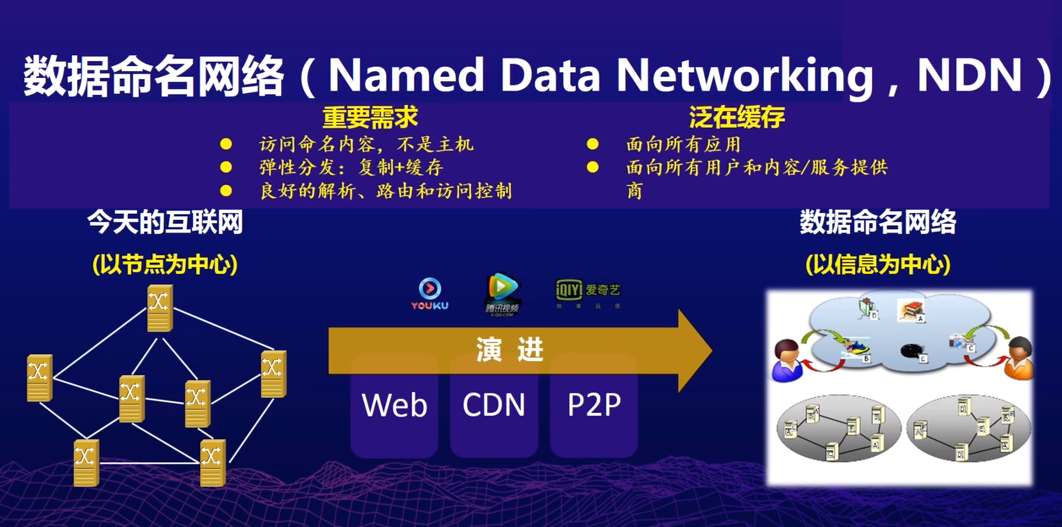 数据命名网络（Named Data Networking，NDN）
重要需求
访问命名内容，不是主机
弹性分发：复制+缓存
良好的解析、路由和访问控制
泛在缓存
面向所有应用
面向所有用户和内容/服务提供
商
今天的互联网
(以节点为中心)
数据命名网络
(以信息为中心)
YOUKU
腾讯视频
iQIY 爱奇艺
演 进
Web
CDN
P2P
D
A
B
E
C